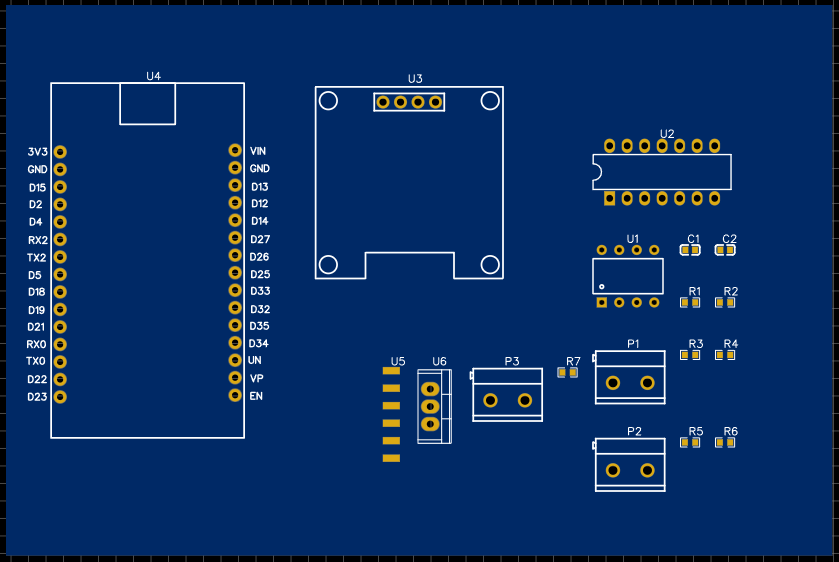 U4
U3
U2
3V3 VIN
GND GND
D15 D13
D2 D12
D4 D14
RX2 D27
TX2 D26
D5 D25
D18 D33
D19 D32
D21 D35
RX0 D34
TX0 UN
D22 VP
D23 EN
U1 C1 C2
R1 R2
P1 R3 R4
U5 U6 P3 R7
P2 R5 R6